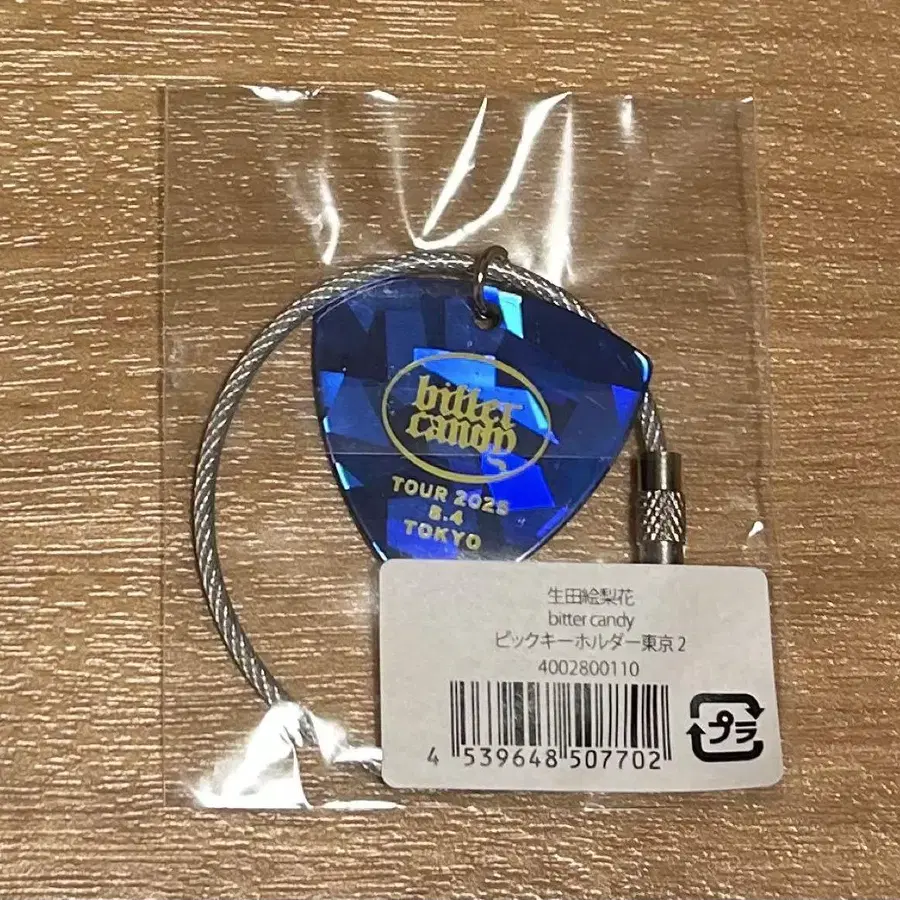 bitter
candy
TOUR 2025
8.4
TOKYO
生田絵梨花
bitter candy
ピックキーホルダー東京 2
4002800110
4 539648 507702
プラ